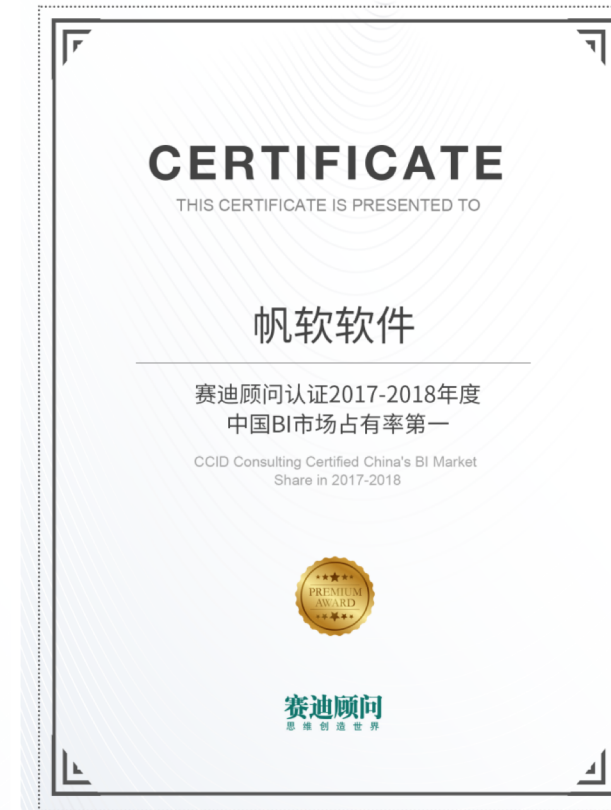 CERTIFICATE
THIS CERTIFICATE IS PRESENTED TO
帆软软件
赛迪顾问认证2017-2018年度
中国BI市场占有率第一
CCID Consulting Certified China's BI Market
Share in 2017-2018
PREMIUM
AWARD
赛迪顾问
思维创造世界